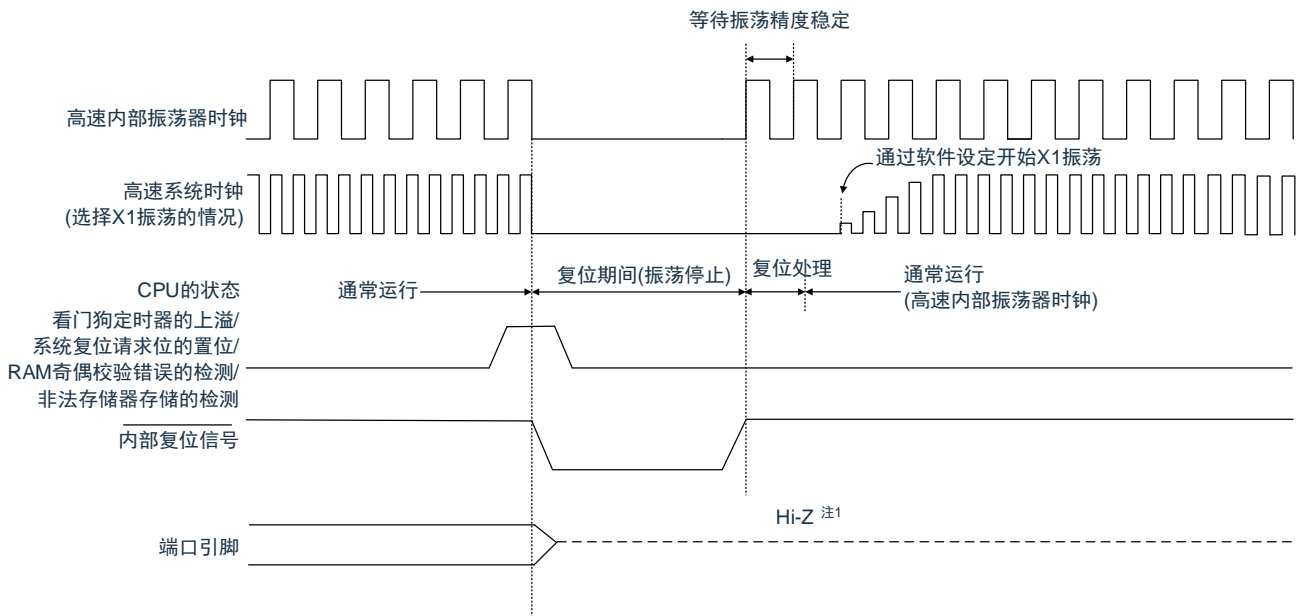 等待振荡精度稳定
高速内部振荡器时钟
通过软件设定开始X1振荡
高速系统时钟
(选择X1振荡的情况)
CPU的状态
通常运行
复位期间(振荡停止)
复位处理
通常运行
(高速内部振荡器时钟)
看门狗定时器的上溢/
系统复位请求位的置位/
RAM奇偶校验错误的检测/
非法存储器存储的检测
内部复位信号
Hi-Z 注1
端口引脚